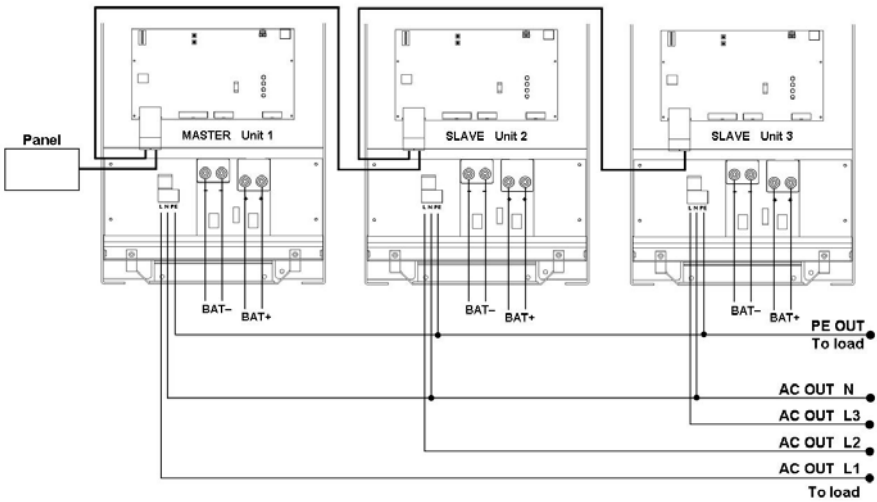 Panel
MASTER Unit 1
SLAVE Unit 2
SLAVE Unit 3
L N PE
L N PE
L N PE
BAT–
BAT+
BAT–
BAT+
BAT–
BAT+
PE OUT
To load
AC OUT N
AC OUT L3
AC OUT L2
AC OUT L1
To load